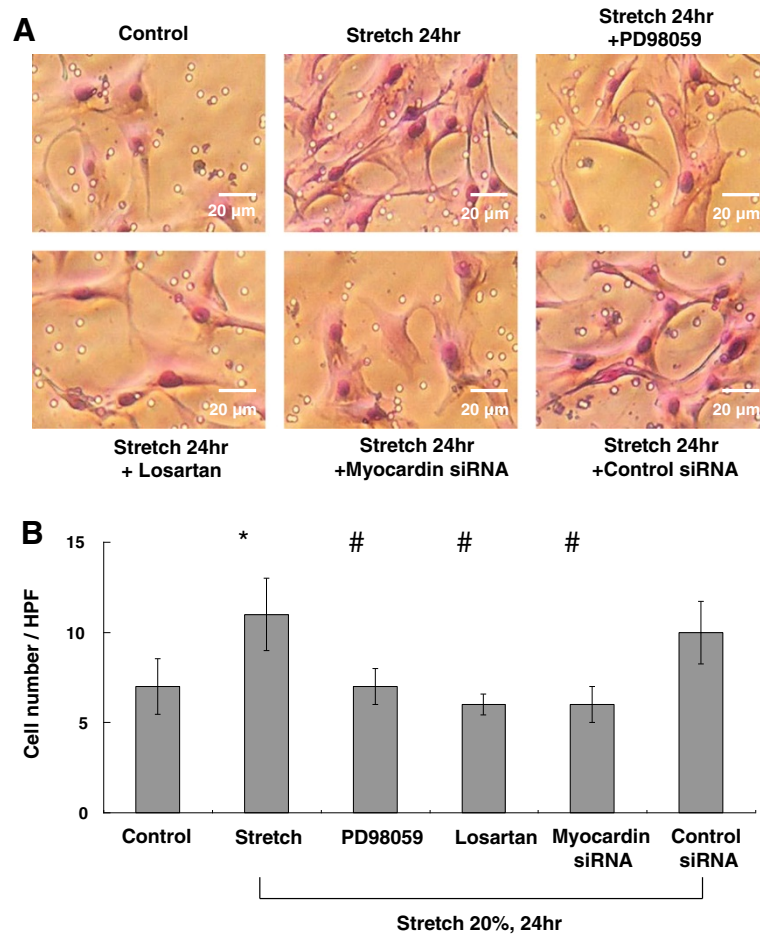 A
Control
Stretch 24hr
Stretch 24hr
+PD98059
20 µm
20 µm
20 µm
20 µm
20 µm
20 µm
Stretch 24hr
+ Losartan
Stretch 24hr
+Myocardin siRNA
Stretch 24hr
+Control siRNA
B
15
10
5
0
Cell number / HPF
*
#
#
#
Control
Stretch
PD98059
Losartan
Myocardin
siRNA
Control
siRNA
Stretch 20%, 24hr